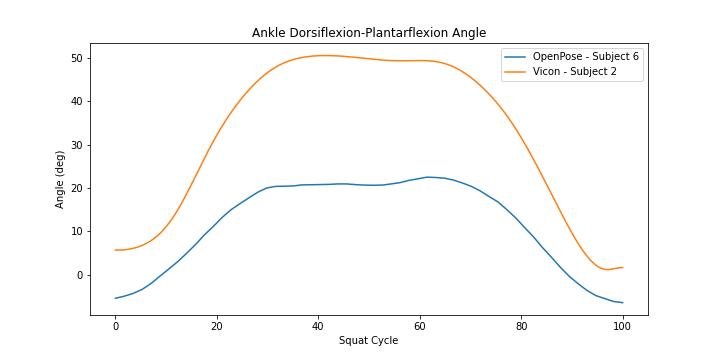 Ankle Dorsiflexion-Plantarflexion Angle
OpenPose - Subject 6
Vicon - Subject 2
50
40
30
20
10
0
Angle (deg)
0 20 40 60 80 100
Squat Cycle